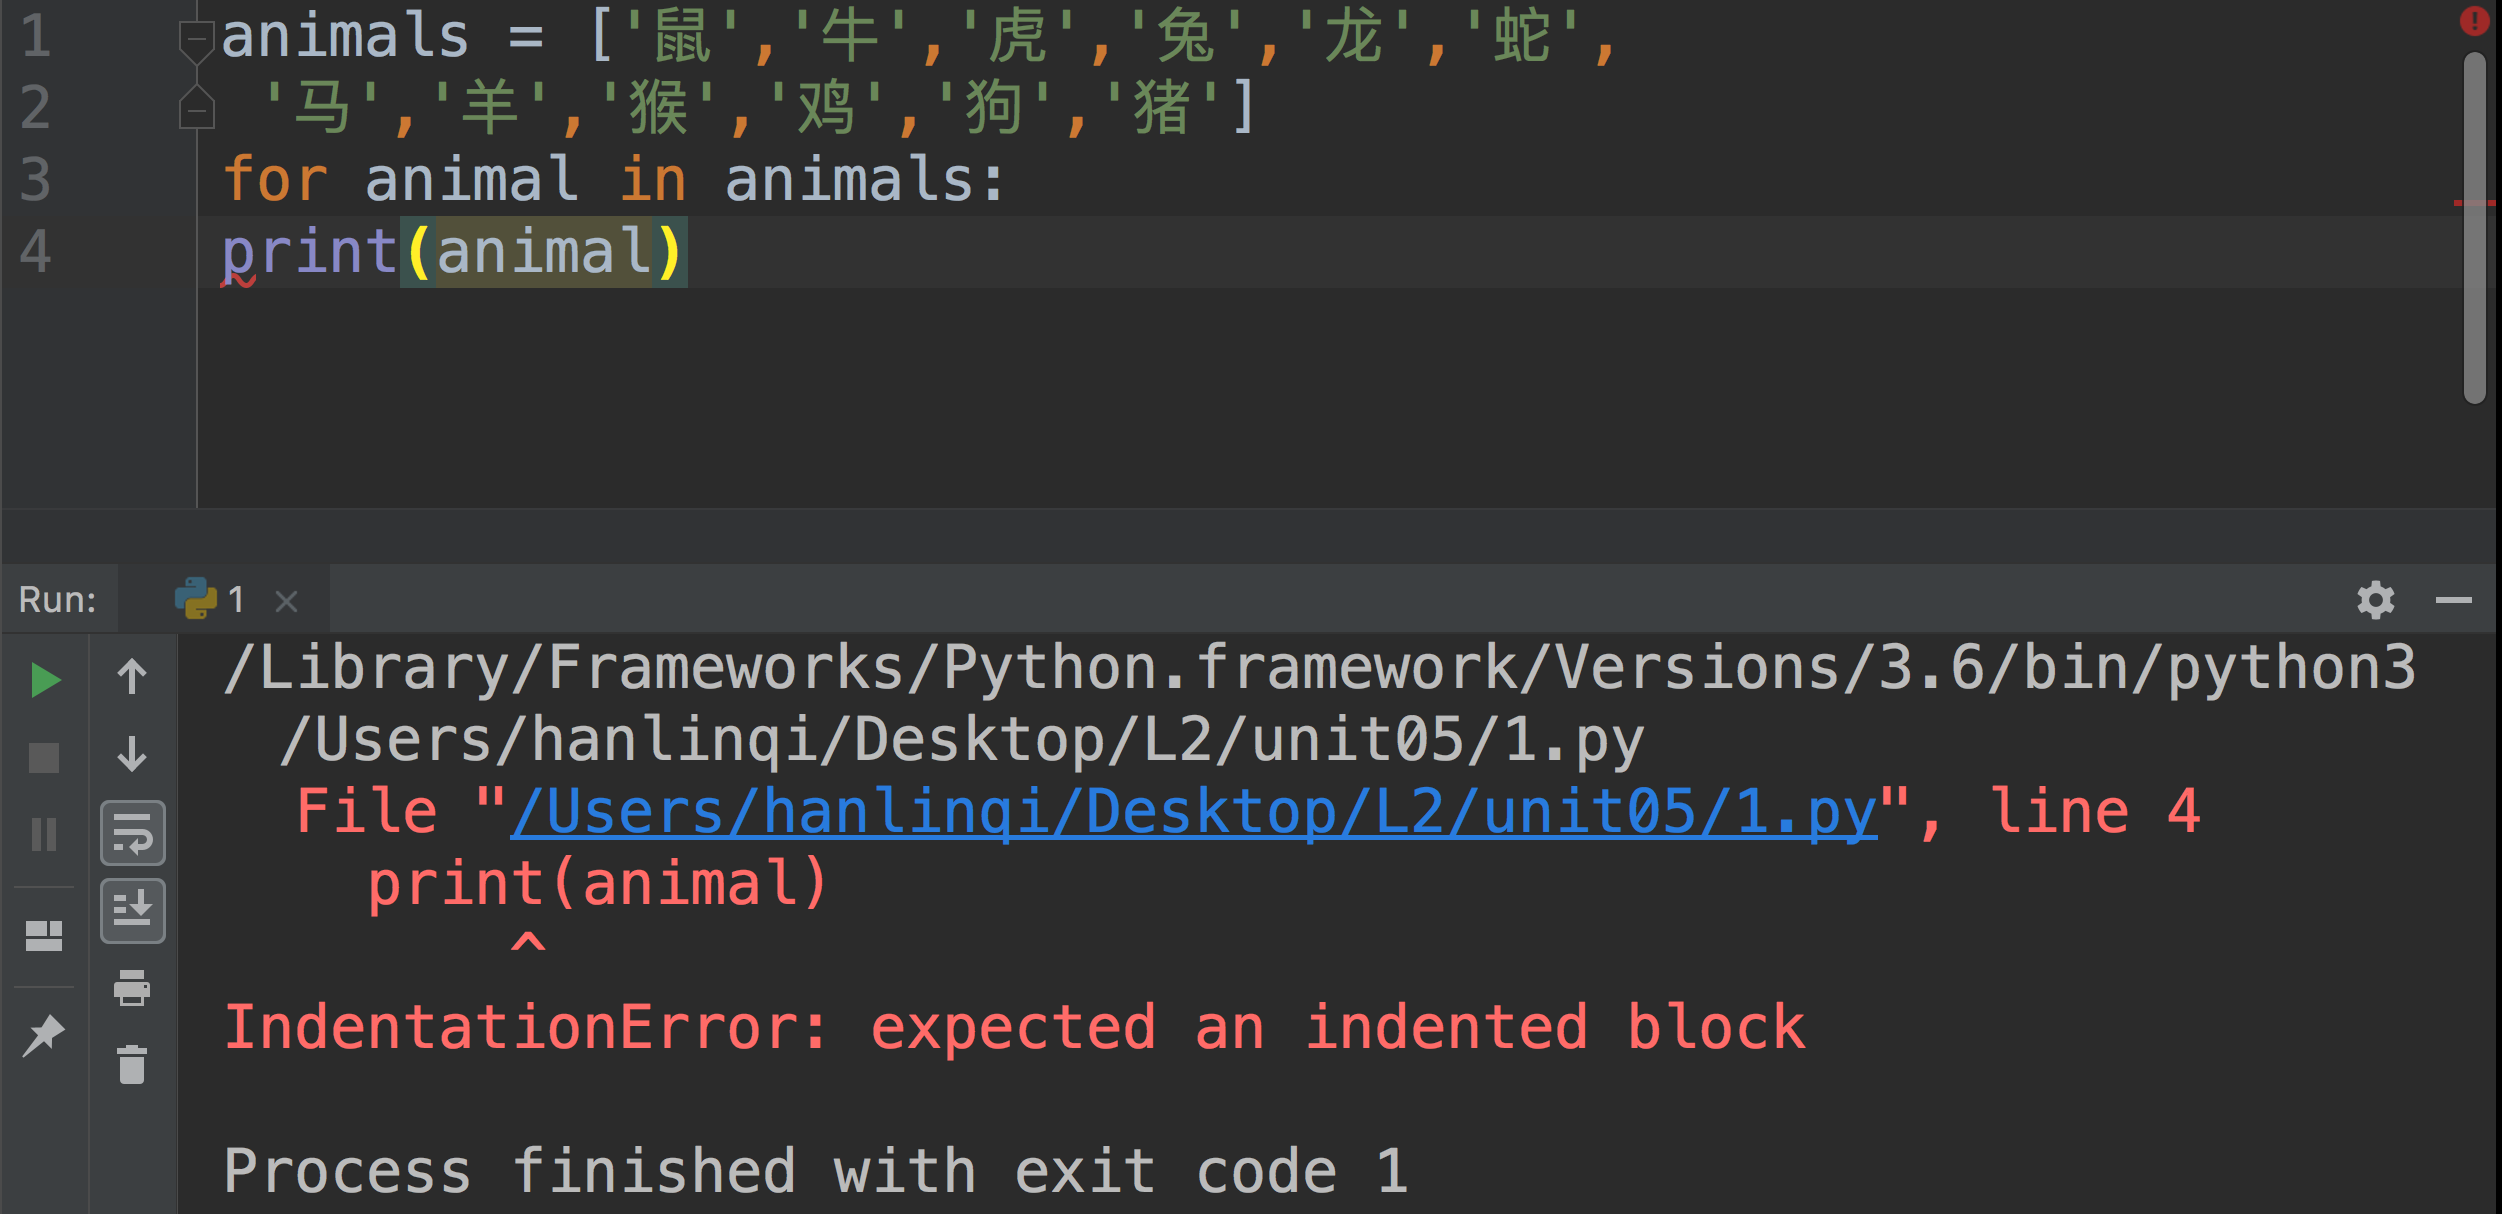 1 animals = ['鼠','牛','虎','兔','龙','蛇',
2 '马','羊','猴','鸡','狗','猪']
3 for animal in animals:
4 print(animal)
Run: 1
/Library/Frameworks/Python.framework/Versions/3.6/bin/python3
/Users/hanlinqi/Desktop/L2/unit05/1.py
File "/Users/hanlinqi/Desktop/L2/unit05/1.py", line 4
print(animal)
^
IndentationError: expected an indented block
Process finished with exit code 1